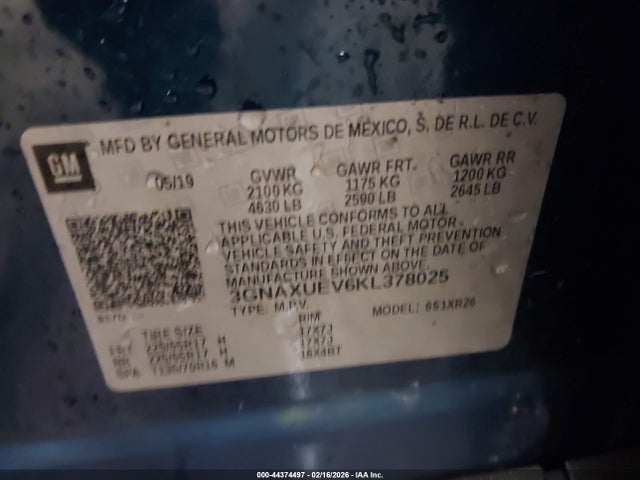 GM
MFD BY GENERAL MOTORS DE MEXICO, S. DE R.L. DE C.V.
05/19 GVWR GAWR FRT GAWR RR
2100 KG 1175 KG 1200 KG
4630 LB 2590 LB 2645 LB
THIS VEHICLE CONFORMS TO ALL
APPLICABLE U.S. FEDERAL MOTOR
VEHICLE SAFETY AND THEFT PREVENTION
STANDARDS IN EFFECT ON THE DATE OF
MANUFACTURE SHOWN ABOVE.
3GNAXUEV6KL378025
TYPE: M.P.V. MODEL: 6S1XR26
TIRE SIZE RIM
FRT 225/65R17 H 17X7J
RR 225/65R17 H 17X7J
SPA T135/70R16 M 16X4BT
000-44374497 - 02/16/2026 - IAA Inc.